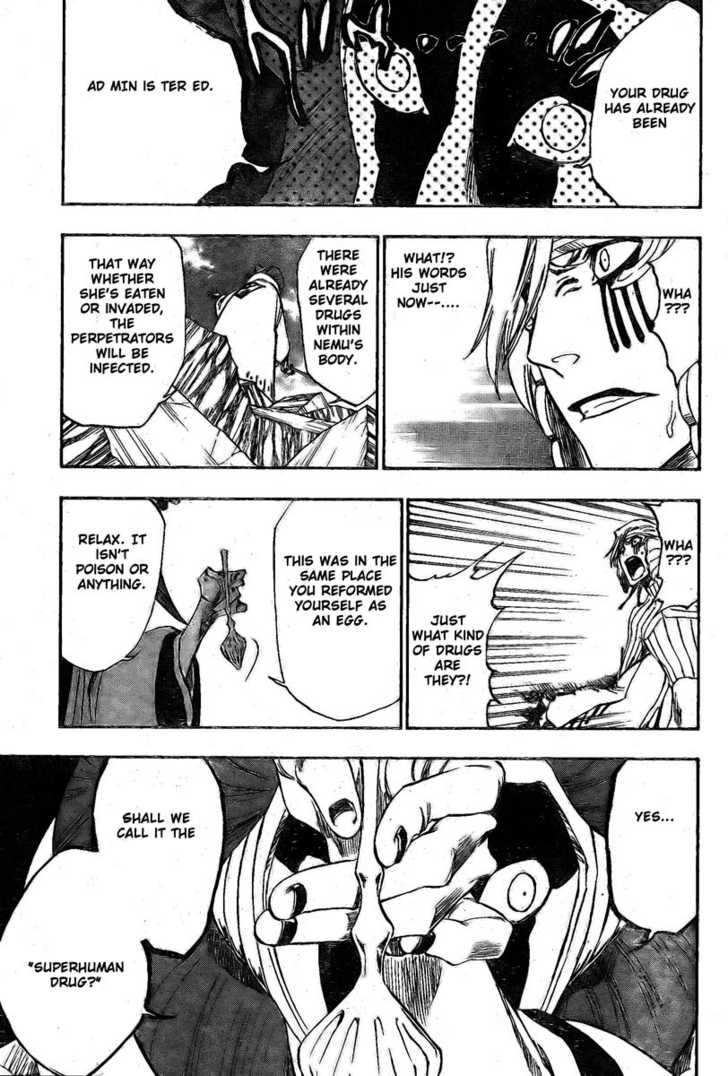 YOUR DRUG
HAS ALREADY
BEEN
AD MIN IS TER ED.
WHA
???
WHAT!?
HIS WORDS
JUST
NOW--....
THERE
WERE
ALREADY
SEVERAL
DRUGS
WITHIN
NEMU'S
BODY.
THAT WAY
WHETHER
SHE'S EATEN
OR INVADED,
THE
PERPETRATORS
WILL BE
INFECTED.
WHA
???
JUST
WHAT KIND
OF DRUGS
ARE
THEY?!
THIS WAS IN THE
SAME PLACE
YOU REFORMED
YOURSELF AS
AN EGG.
RELAX. IT
ISN'T
POISON OR
ANYTHING.
YES...
SHALL WE
CALL IT THE
"SUPERHUMAN
DRUG?"